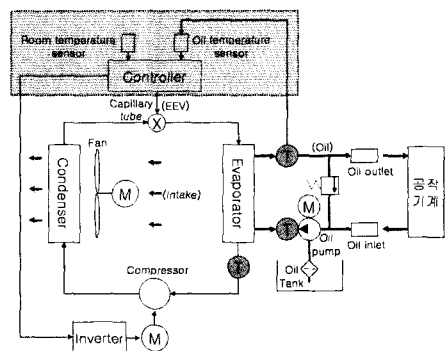 Room temperature
sensor
Oil temperature
sensor
Controller
Capillary
tube
(EEV)
X
Fan
Condenser
M
(Intake)
Evaporator
T
(Oil)
Oil outlet
공작
기계
M
T
Oil
pump
Oil inlet
T
Oil
Tank
Compressor
Inverter
M